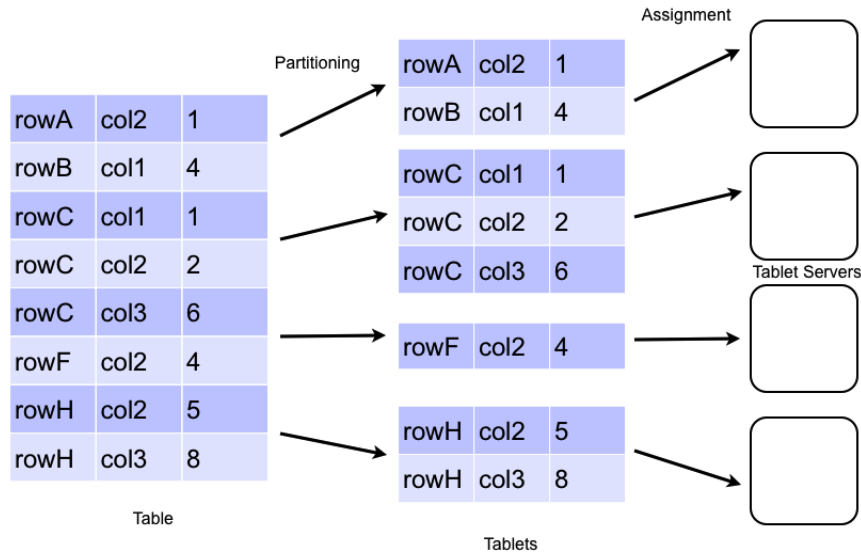 Assignment
Partitioning
rowA col2 1
rowB col1 4
rowC col1 1
rowC col2 2
rowC col3 6
rowF col2 4
rowH col2 5
rowH col3 8
Table
rowA col2 1
rowB col1 4
rowC col1 1
rowC col2 2
rowC col3 6
rowF col2 4
rowH col2 5
rowH col3 8
Tablets
Tablet Servers